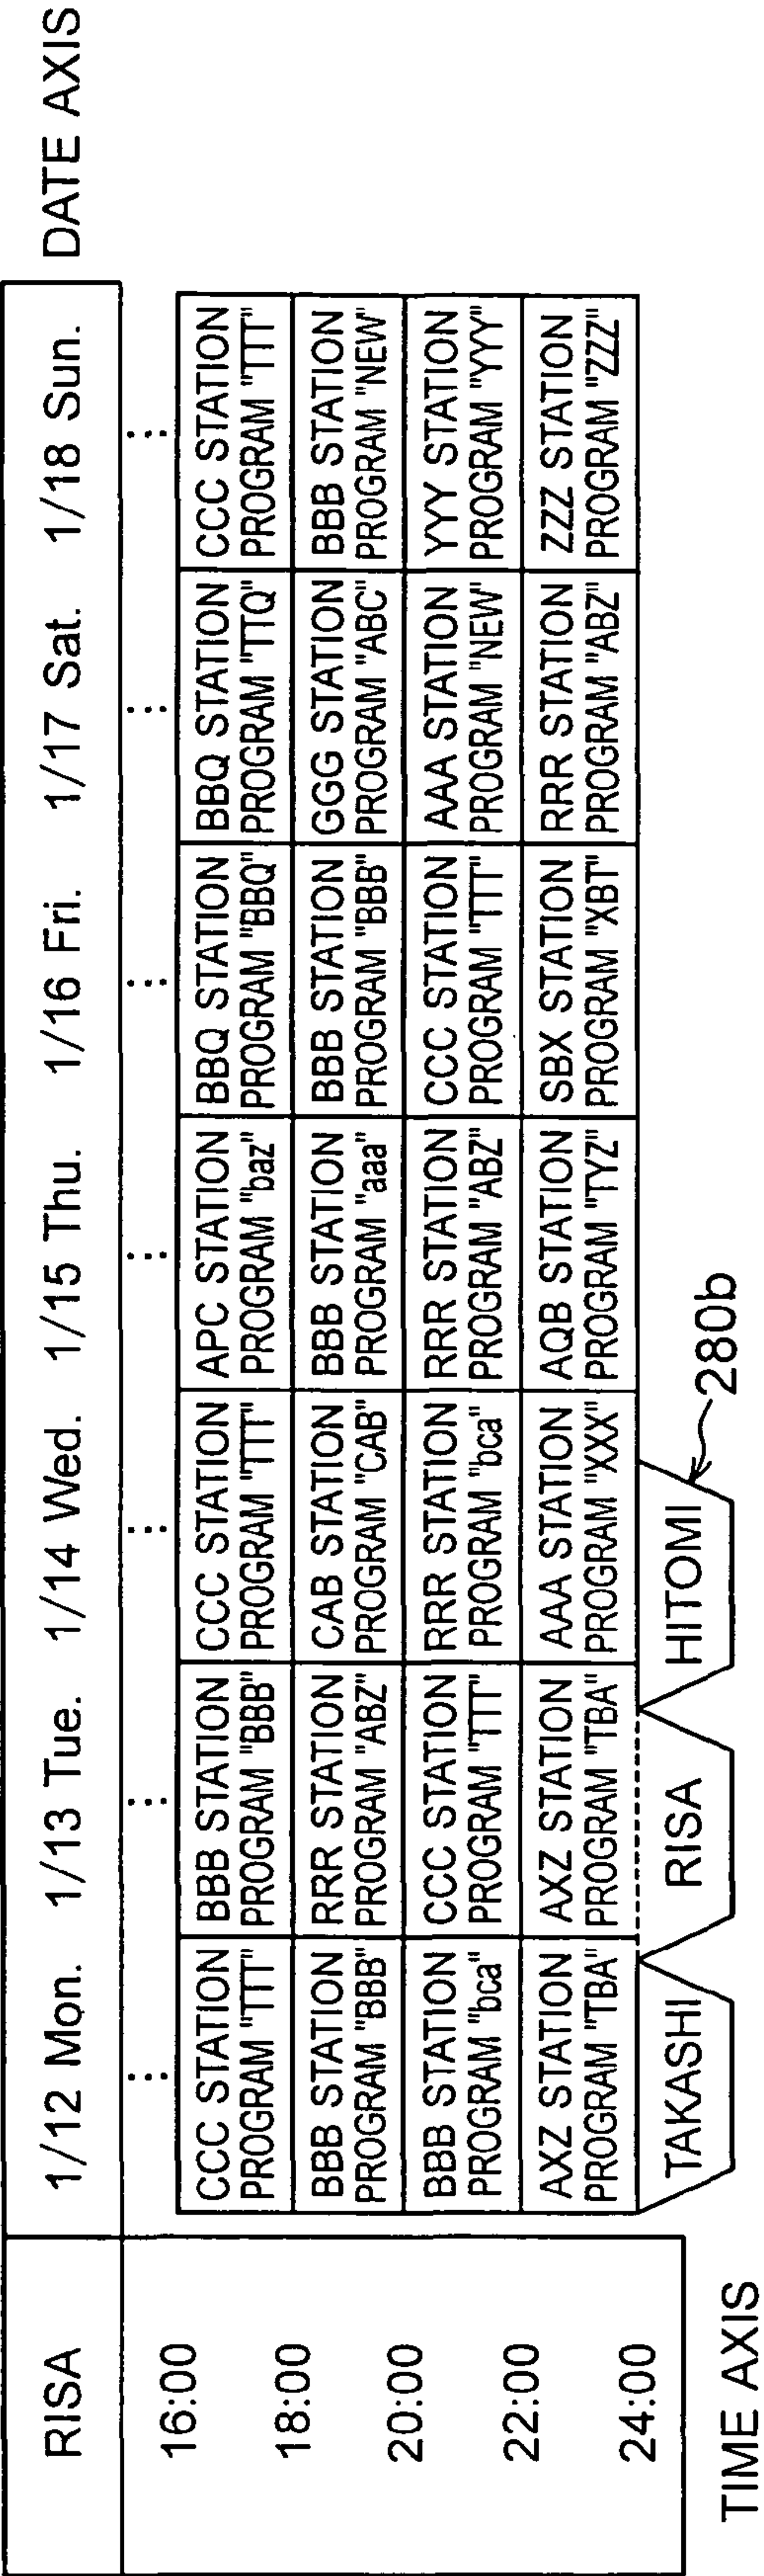 RISA 1/12 Mon. 1/13 Tue. 1/14 Wed. 1/15 Thu. 1/16 Fri. 1/17 Sat. 1/18 Sun. DATE AXIS
16:00
CCC STATION BBB STATION CCC STATION APC STATION BBQ STATION BBQ STATION CCC STATION
PROGRAM "TTT" PROGRAM "BBB" PROGRAM "TTT" PROGRAM "baz" PROGRAM "BBQ" PROGRAM "TTQ" PROGRAM "TTT"
18:00
BBB STATION RRR STATION CAB STATION BBB STATION BBB STATION GGG STATION BBB STATION
PROGRAM "BBB" PROGRAM "ABZ" PROGRAM "CAB" PROGRAM "aaa" PROGRAM "BBB" PROGRAM "ABC" PROGRAM "NEW"
20:00
BBB STATION CCC STATION RRR STATION RRR STATION CCC STATION AAA STATION YYY STATION
PROGRAM "bca" PROGRAM "TTT" PROGRAM "bca" PROGRAM "ABZ" PROGRAM "TTT" PROGRAM "NEW" PROGRAM "YYY"
22:00
AXZ STATION AXZ STATION AAA STATION AQB STATION SBX STATION RRR STATION ZZZ STATION
PROGRAM "TBA" PROGRAM "TBA" PROGRAM "XXX" PROGRAM "TYZ" PROGRAM "XBT" PROGRAM "ABZ" PROGRAM "ZZZ"
24:00
TAKASHI RISA HITOMI 280b
TIME AXIS